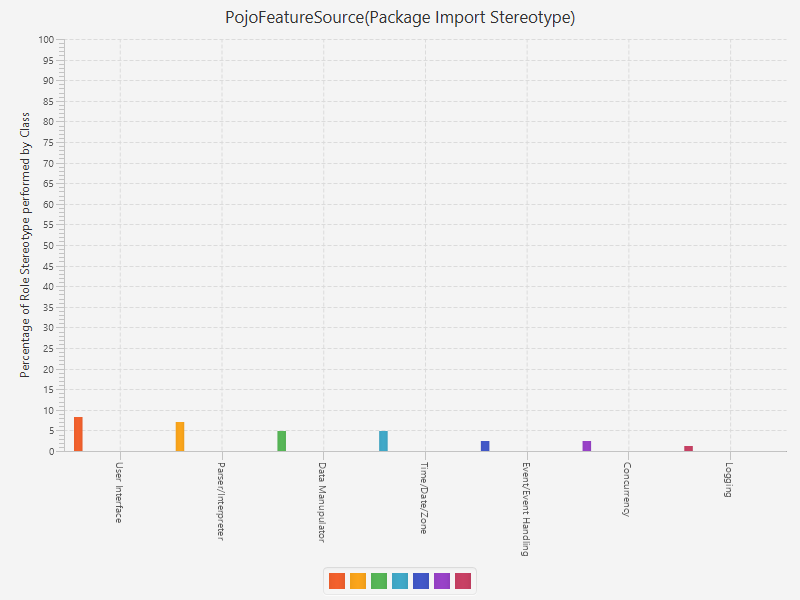 PojoFeatureSource(Package Import Stereotype)
Percentage of Role Stereotype performed by Class
100
95
90
85
80
75
70
65
60
55
50
45
40
35
30
25
20
15
10
5
0
User Interface
Parser/Interpreter
Data Manupulator
Time/Date/Zone
Event/Event Handling
Concurrency
Logging